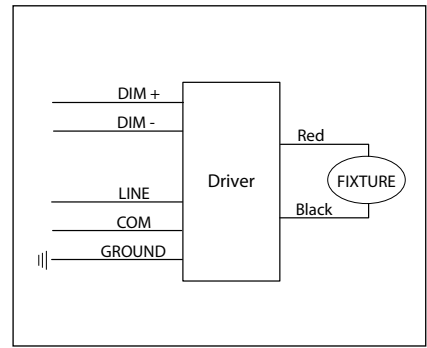 DIM +
DIM -
Red
Driver
FIXTURE
LINE
Black
COM
GROUND